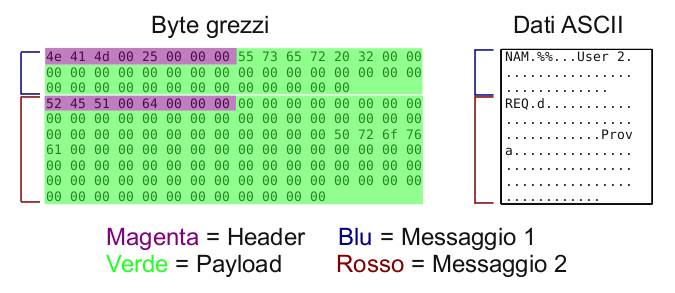 Byte grezzi
4e 41 4d 00 25 00 00 00 55 73 65 72 20 32 00 00
00 00 00 00 00 00 00 00 00 00 00 00 00 00 00 00
00 00 00 00 00 00 00 00 00 00 00 00 00
52 45 51 00 64 00 00 00 00 00 00 00 00 00 00 00
00 00 00 00 00 00 00 00 00 00 00 00 00 00 00 00
00 00 00 00 00 00 00 00 00 00 00 00 50 72 6f 76
61 00 00 00 00 00 00 00 00 00 00 00 00 00 00 00
00 00 00 00 00 00 00 00 00 00 00 00 00 00 00 00
00 00 00 00 00 00 00 00 00 00 00 00 00 00 00 00
00 00 00 00 00 00 00 00 00 00 00 00
Dati ASCII
NAM.%%...User 2.
................
.............
REQ.d...........
................
............Prov
a...............
................
................
............
Magenta = Header
Blu = Messaggio 1
Verde = Payload
Rosso = Messaggio 2